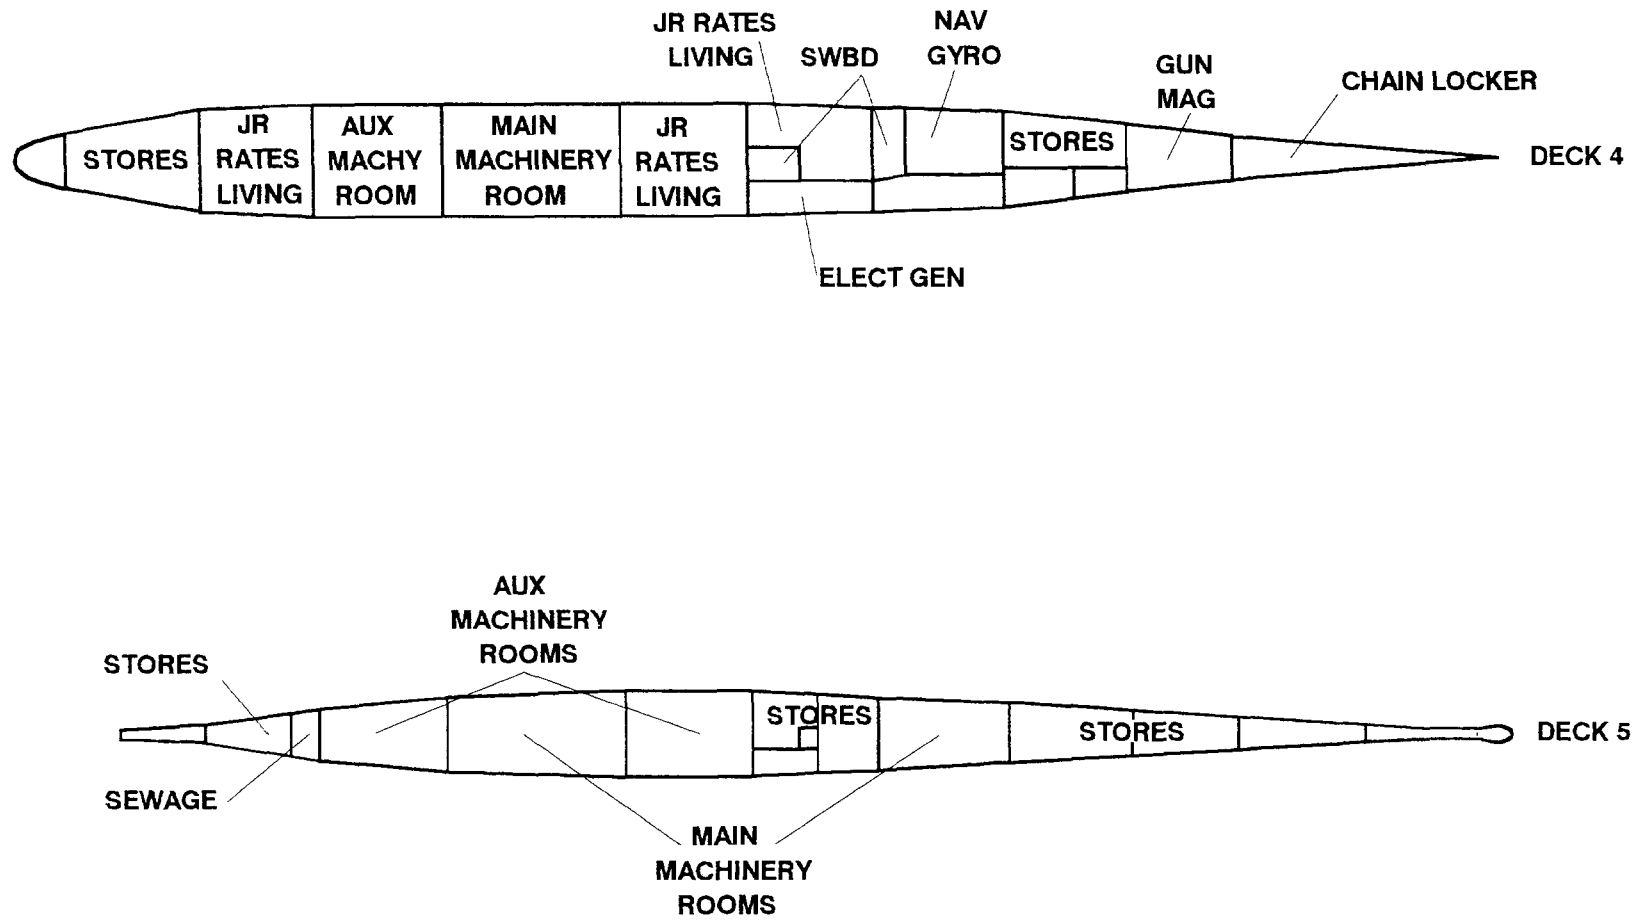 JR RATES
LIVING
SWBD
NAV
GYRO
GUN
MAG
CHAIN LOCKER
STORES
JR
RATES
LIVING
AUX
MACHY
ROOM
MAIN
MACHINERY
ROOM
JR
RATES
LIVING
STORES
DECK 4
ELECT GEN
AUX
MACHINERY
ROOMS
STORES
STORES
STORES
DECK 5
SEWAGE
MAIN
MACHINERY
ROOMS